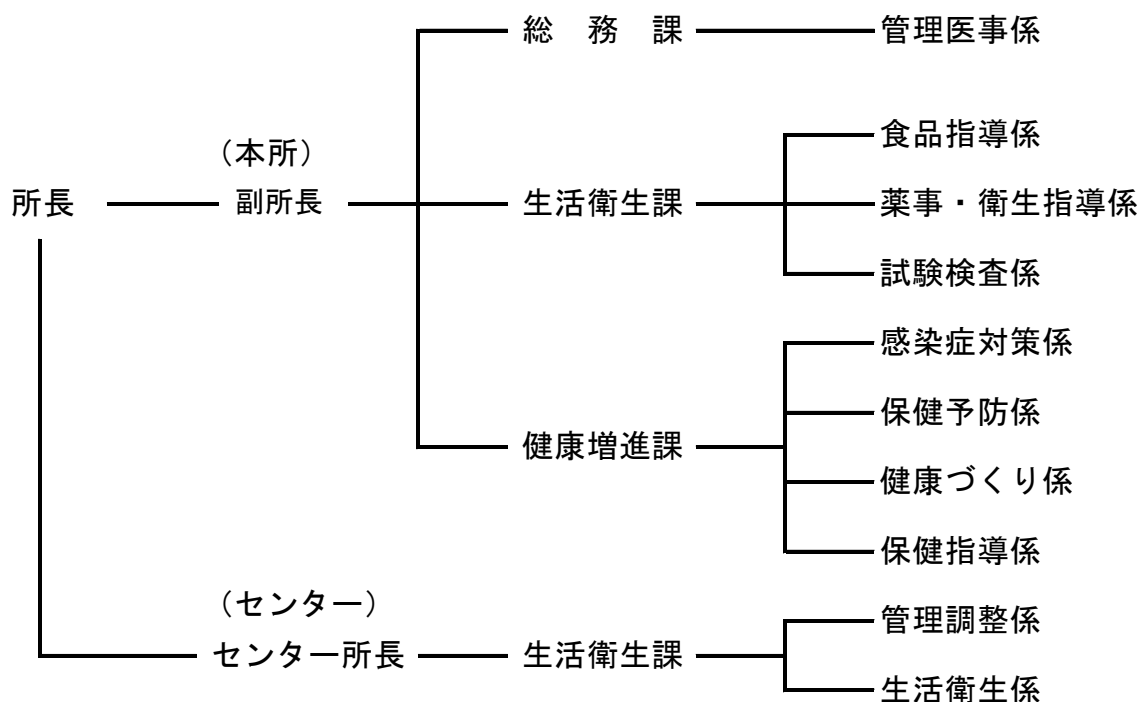 総　務　課　管理医事係
食品指導係
（本所）
所長　副所長　生活衛生課　薬事・衛生指導係
試験検査係
感染症対策係
保健予防係
健康増進課
健康づくり係
保健指導係
（センター）
管理調整係
センター所長　生活衛生課
生活衛生係